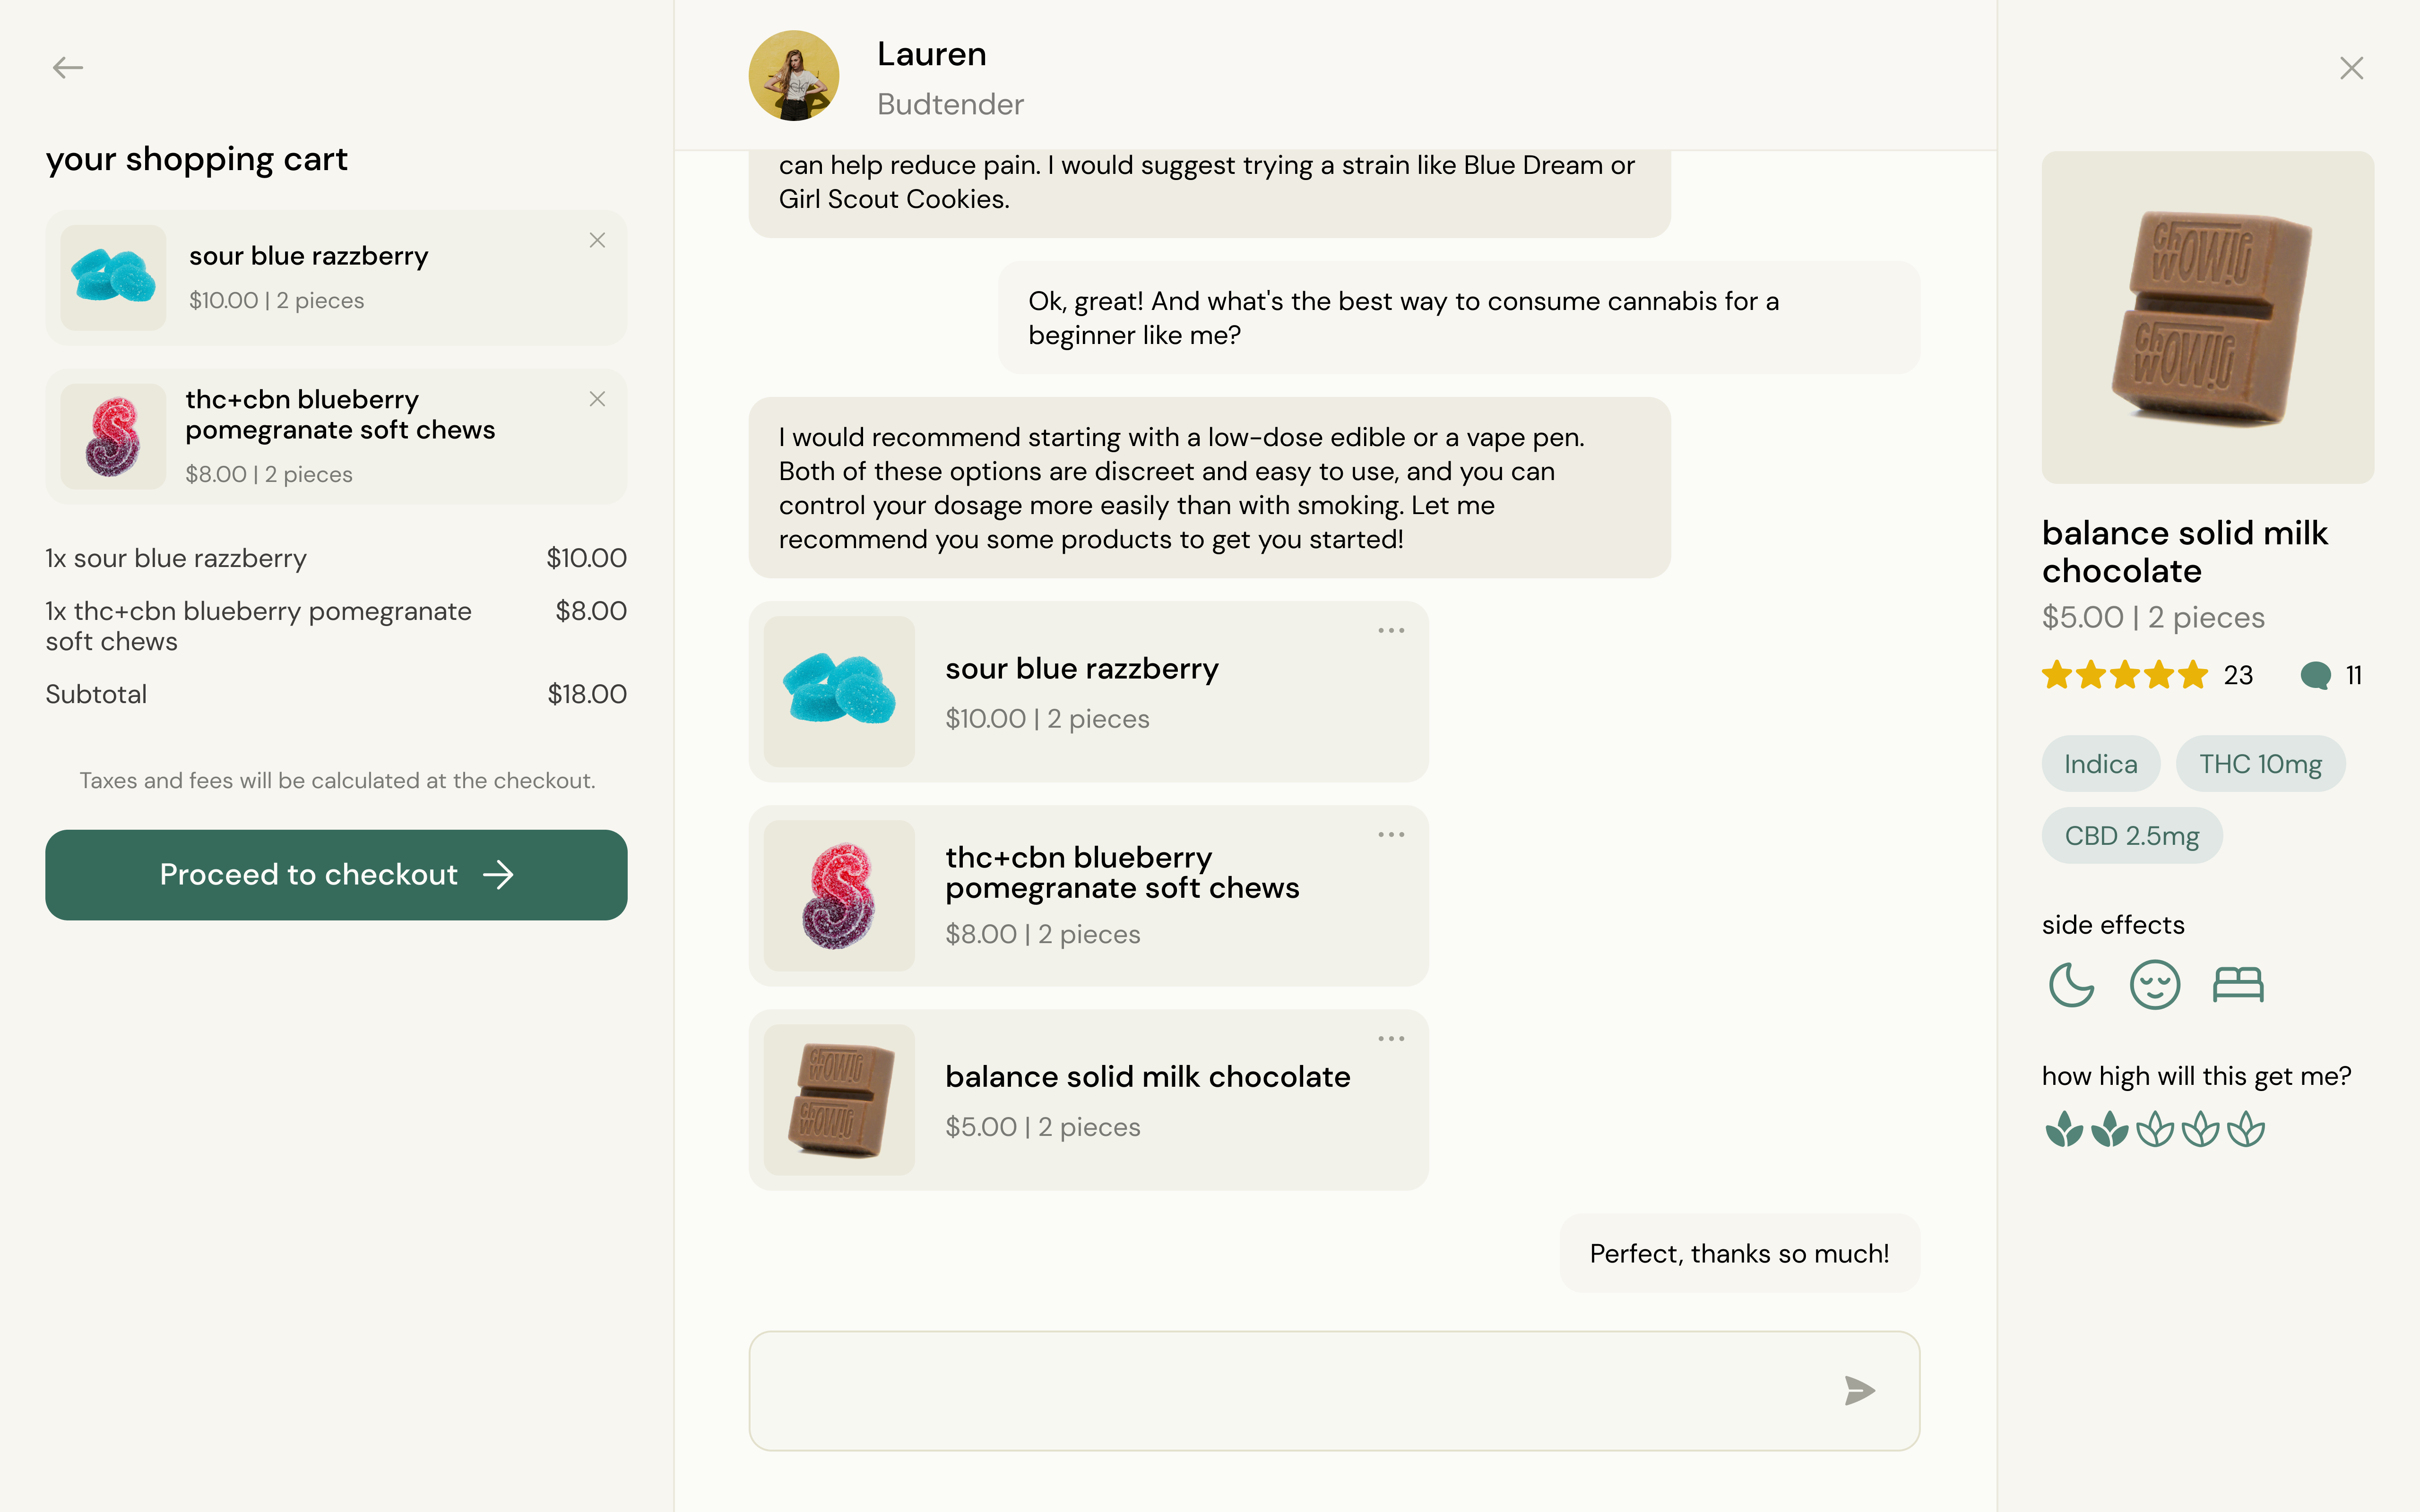 your shopping cart
sour blue razzberry
$10.00 | 2 pieces
thc+cbn blueberry
pomegranate soft chews
$8.00 | 2 pieces
1x sour blue razzberry $10.00
1x thc+cbn blueberry pomegranate $8.00
soft chews
Subtotal $18.00
Taxes and fees will be calculated at the checkout.
Proceed to checkout
Lauren
Budtender
can help reduce pain. I would suggest trying a strain like Blue Dream or
Girl Scout Cookies.
Ok, great! And what's the best way to consume cannabis for a
beginner like me?
I would recommend starting with a low-dose edible or a vape pen.
Both of these options are discreet and easy to use, and you can
control your dosage more easily than with smoking. Let me
recommend you some products to get you started!
sour blue razzberry
$10.00 | 2 pieces
thc+cbn blueberry
pomegranate soft chews
$8.00 | 2 pieces
chowie
wowie
chowie
wowie
balance solid milk chocolate
$5.00 | 2 pieces
Perfect, thanks so much!
chowie
wowie
chowie
wowie
balance solid milk
chocolate
$5.00 | 2 pieces
23 11
Indica THC 10mg
CBD 2.5mg
side effects
how high will this get me?